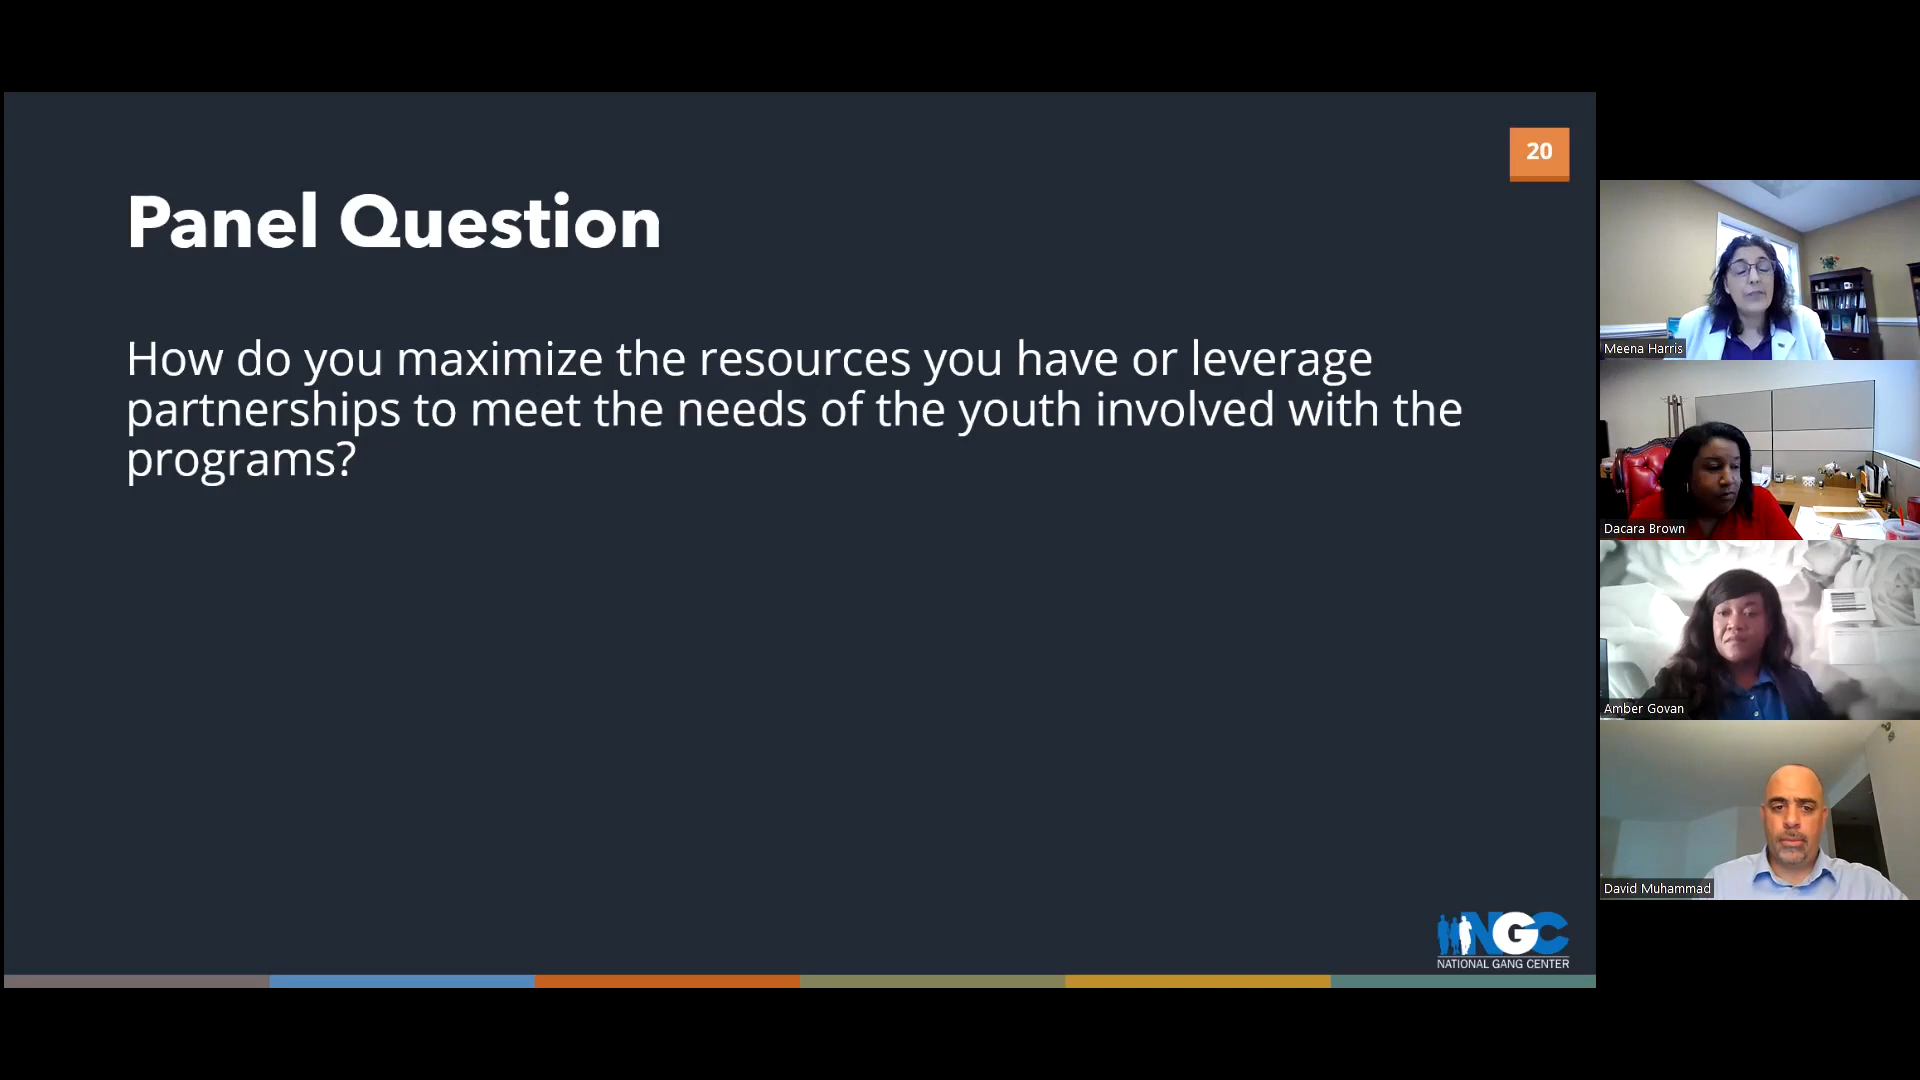 20
Panel Question
How do you maximize the resources you have or leverage
partnerships to meet the needs of the youth involved with the
programs?
NGC
NATIONAL GANG CENTER
Meena Harris
Dacara Brown
Amber Govan
David Muhammad